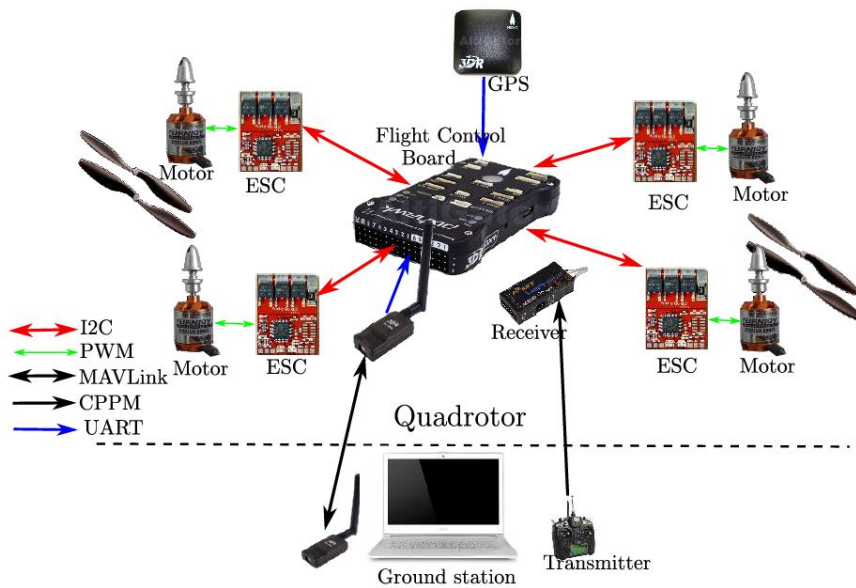 3DR
GPS
Flight Control
Board
Motor
ESC
ESC
Motor
Receiver
Motor
ESC
ESC
Motor
I2C
PWM
MAVLink
CPPM
UART
Quadrotor
Transmitter
Ground station